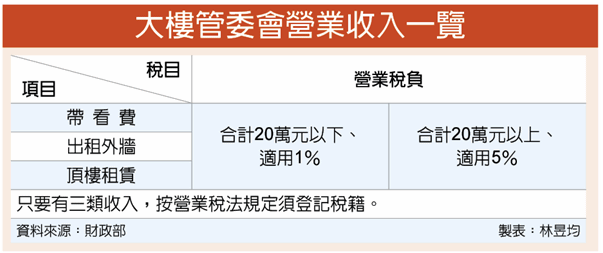 大樓管委會營業收入一覽
稅目
項目
營業稅負
帶看費
出租外牆
頂樓租賃
合計20萬元以下、
適用1%
合計20萬元以上、
適用5%
只要有三類收入，按營業稅法規定須登記稅籍。
資料來源：財政部
製表：林昱均